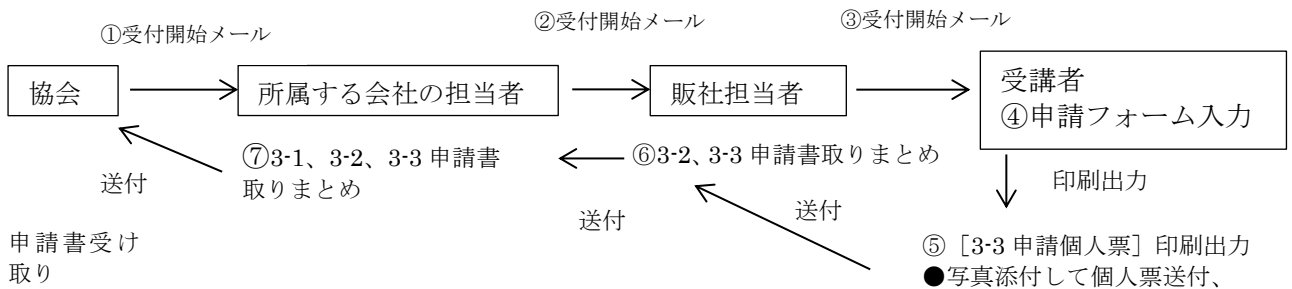 ①受付開始メール
②受付開始メール
③受付開始メール
協会
所属する会社の担当者
販社担当者
受講者
④申請フォーム入力
⑦3-1、3-2、3-3 申請書
取りまとめ
⑥3-2、3-3 申請書取りまとめ
印刷出力
送付
送付
送付
申請書受け
取り
⑤［3-3 申請個人票］印刷出力
●写真添付して個人票送付、